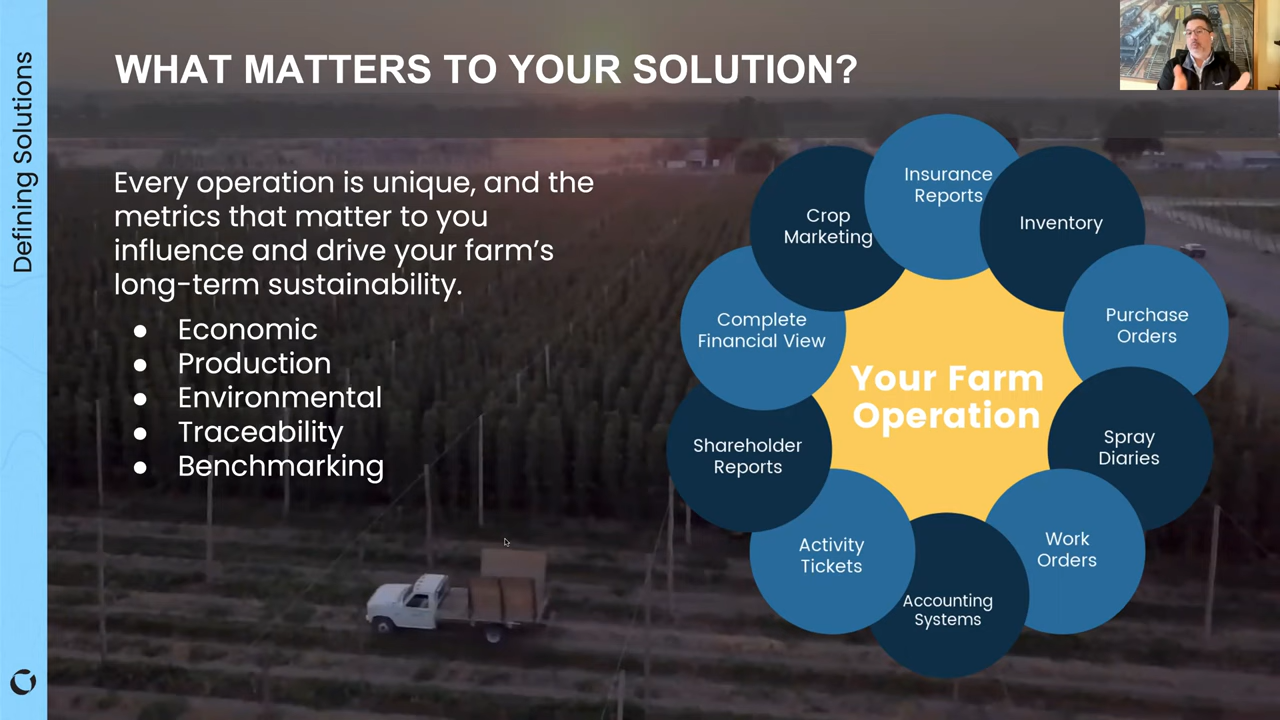 Defining Solutions
WHAT MATTERS TO YOUR SOLUTION?
Every operation is unique, and the
metrics that matter to you
influence and drive your farm’s
long-term sustainability.
● Economic
● Production
● Environmental
● Traceability
● Benchmarking
Insurance
Reports
Inventory
Purchase
Orders
Spray
Diaries
Work
Orders
Accounting
Systems
Activity
Tickets
Shareholder
Reports
Complete
Financial View
Crop
Marketing
Your Farm
Operation